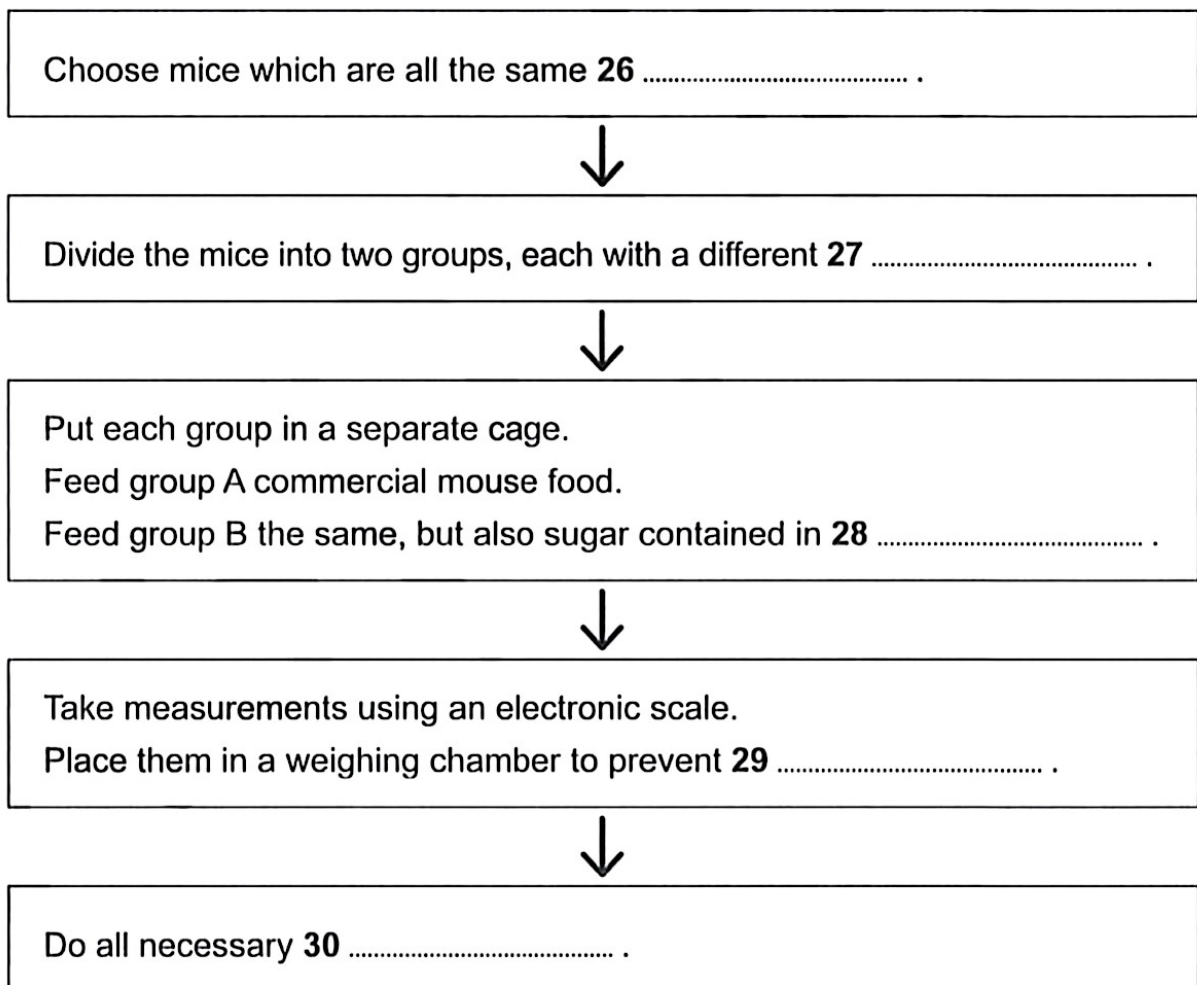 Choose mice which are all the same 26 ........................................ .
Divide the mice into two groups, each with a different 27 ........................................ .
Put each group in a separate cage.
Feed group A commercial mouse food.
Feed group B the same, but also sugar contained in 28 ........................................ .
Take measurements using an electronic scale.
Place them in a weighing chamber to prevent 29 ........................................ .
Do all necessary 30 ........................................ .